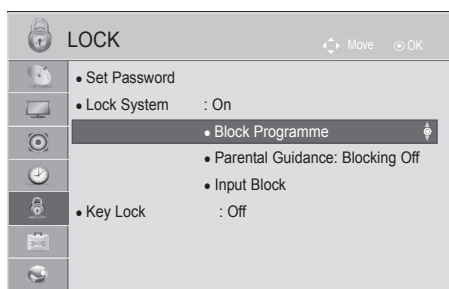 LOCK Move OK
• Set Password
• Lock System : On
• Block Programme
• Parental Guidance: Blocking Off
• Input Block
• Key Lock : Off